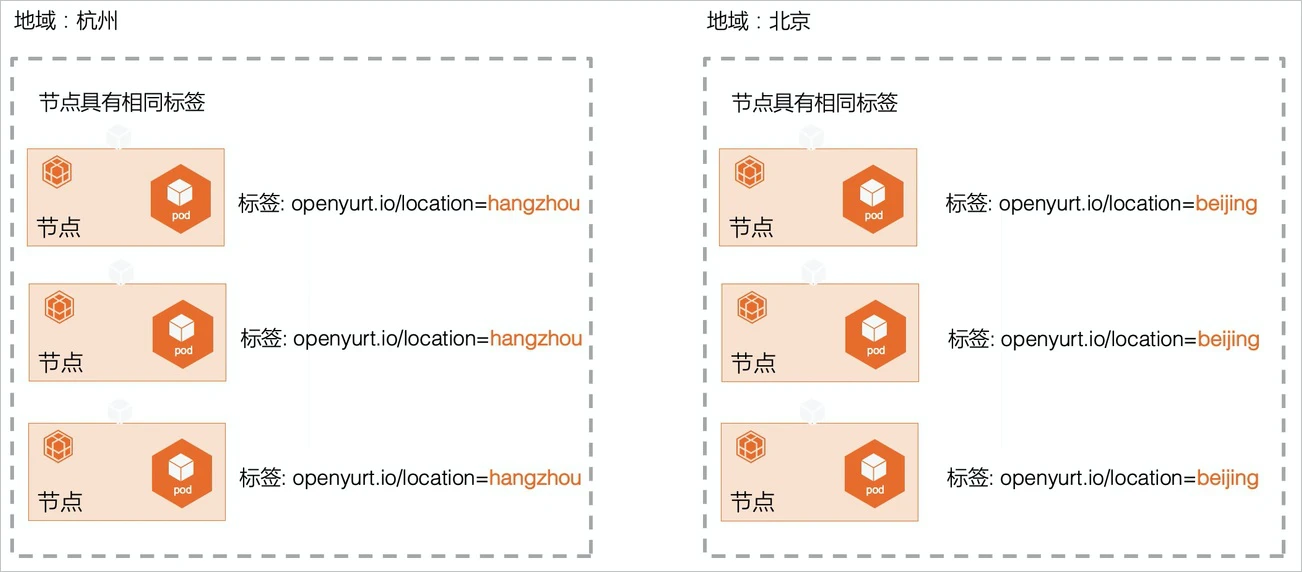 地域：杭州
节点具有相同标签
pod
节点
标签: openyurt.io/location=hangzhou
pod
节点
标签: openyurt.io/location=hangzhou
pod
节点
标签: openyurt.io/location=hangzhou
地域：北京
节点具有相同标签
pod
节点
标签: openyurt.io/location=beijing
pod
节点
标签: openyurt.io/location=beijing
pod
节点
标签: openyurt.io/location=beijing